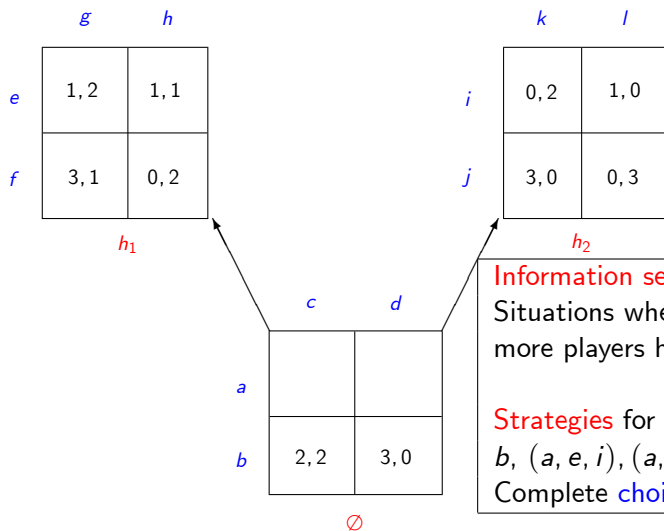 g h
k l
e 1, 2 1, 1
i 0, 2 1, 0
f 3, 1 0, 2
j 3, 0 0, 3
h₁
h₂
Information se
Situations whe
more players h
c d
a
Strategies for
b 2, 2 3, 0
b, (a, e, i), (a,
Complete choi
∅